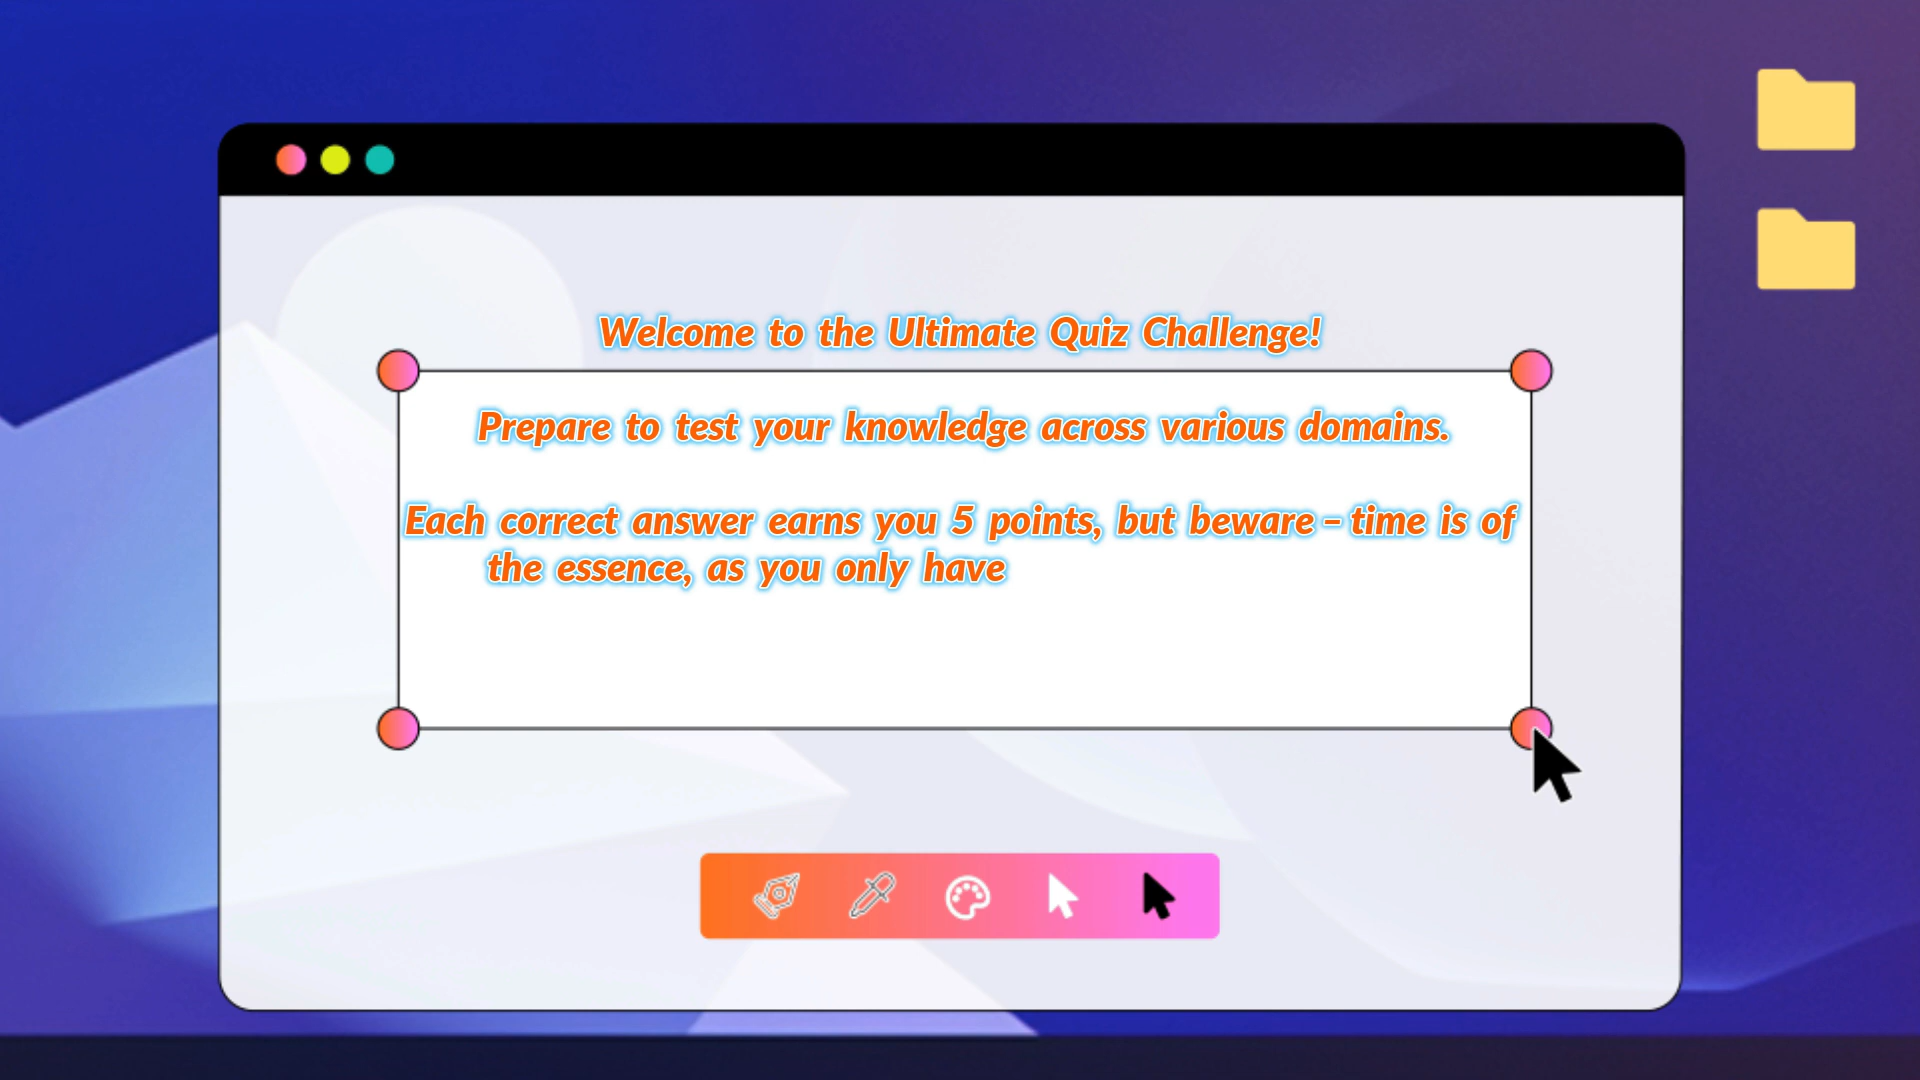 Welcome to the Ultimate Quiz Challenge!
Prepare to test your knowledge across various domains.
Each correct answer earns you 5 points, but beware – time is of
the essence, as you only have